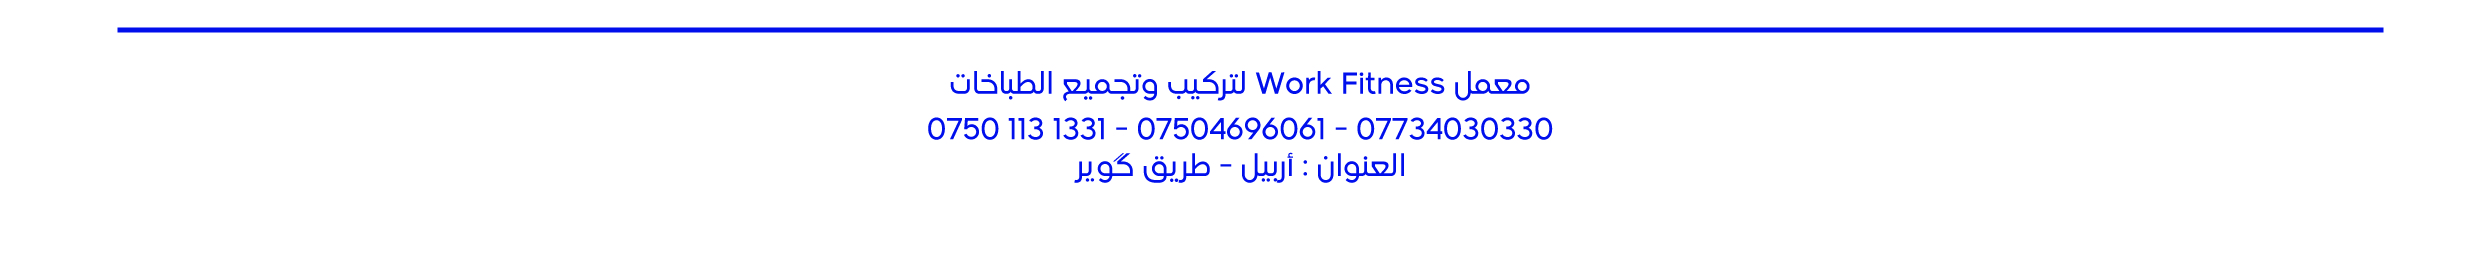 معمل Work Fitness لتركيب وتجميع الطباخات
0750 113 1331 - 07504696061 - 07734030330
العنوان : أربيل - طريق گوير